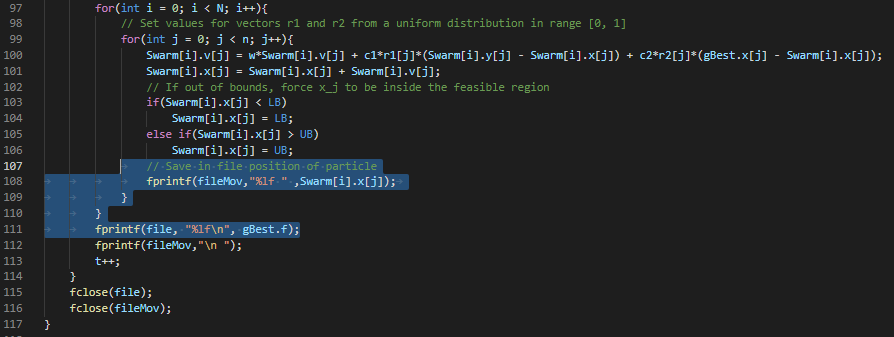 97 for(int i = 0; i < N; i++){
98 // Set values for vectors r1 and r2 from a uniform distribution in range [0, 1]
99 for(int j = 0; j < n; j++){
100 Swarm[i].v[j] = w*Swarm[i].v[j] + c1*r1[j]*(Swarm[i].y[j] - Swarm[i].x[j]) + c2*r2[j]*(gBest.x[j] - Swarm[i].x[j]);
101 Swarm[i].x[j] = Swarm[i].x[j] + Swarm[i].v[j];
102 // If out of bounds, force x_j to be inside the feasible region
103 if(Swarm[i].x[j] < LB)
104 Swarm[i].x[j] = LB;
105 else if(Swarm[i].x[j] > UB)
106 Swarm[i].x[j] = UB;
107 // Save in file position of particle
108 fprintf(fileMov,"%lf " ,Swarm[i].x[j]);
109 }
110 }
111 fprintf(file, "%lf\n", gBest.f);
112 fprintf(fileMov,"\n ");
113 t++;
114 }
115 fclose(file);
116 fclose(fileMov);
117 }